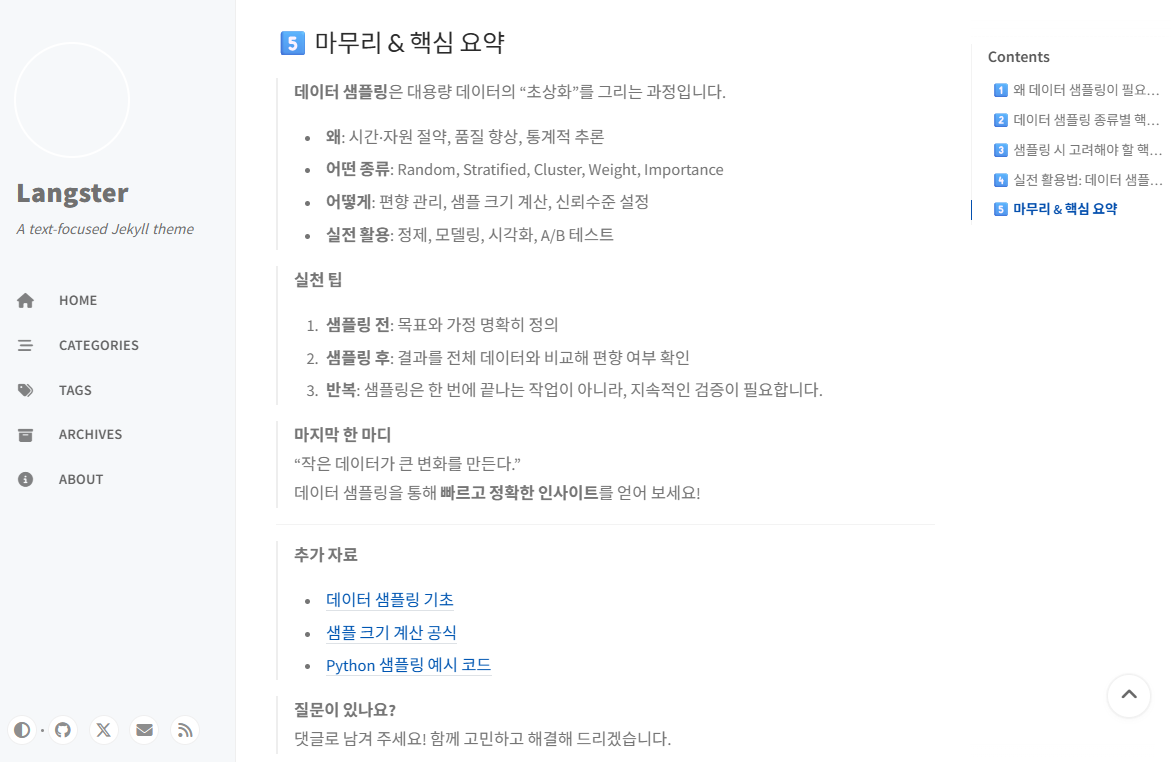 Langster
A text-focused Jekyll theme
HOME
CATEGORIES
TAGS
ARCHIVES
ABOUT
5 마무리 & 핵심 요약
데이터 샘플링은 대용량 데이터의 “초상화”를 그리는 과정입니다.
• 왜: 시간·자원 절약, 품질 향상, 통계적 추론
• 어떤 종류: Random, Stratified, Cluster, Weight, Importance
• 어떻게: 편향 관리, 샘플 크기 계산, 신뢰수준 설정
• 실전 활용: 정제, 모델링, 시각화, A/B 테스트
실천 팁
1. 샘플링 전: 목표와 가정 명확히 정의
2. 샘플링 후: 결과를 전체 데이터와 비교해 편향 여부 확인
3. 반복: 샘플링은 한 번에 끝나는 작업이 아니라, 지속적인 검증이 필요합니다.
마지막 한 마디
“작은 데이터가 큰 변화를 만든다.”
데이터 샘플링을 통해 빠르고 정확한 인사이트를 얻어 보세요!
추가 자료
• 데이터 샘플링 기초
• 샘플 크기 계산 공식
• Python 샘플링 예시 코드
질문이 있나요?
댓글로 남겨 주세요! 함께 고민하고 해결해 드리겠습니다.
Contents
1 왜 데이터 샘플링이 필요…
2 데이터 샘플링 종류별 핵…
3 샘플링 시 고려해야 할 핵…
4 실전 활용법: 데이터 샘플…
5 마무리 & 핵심 요약